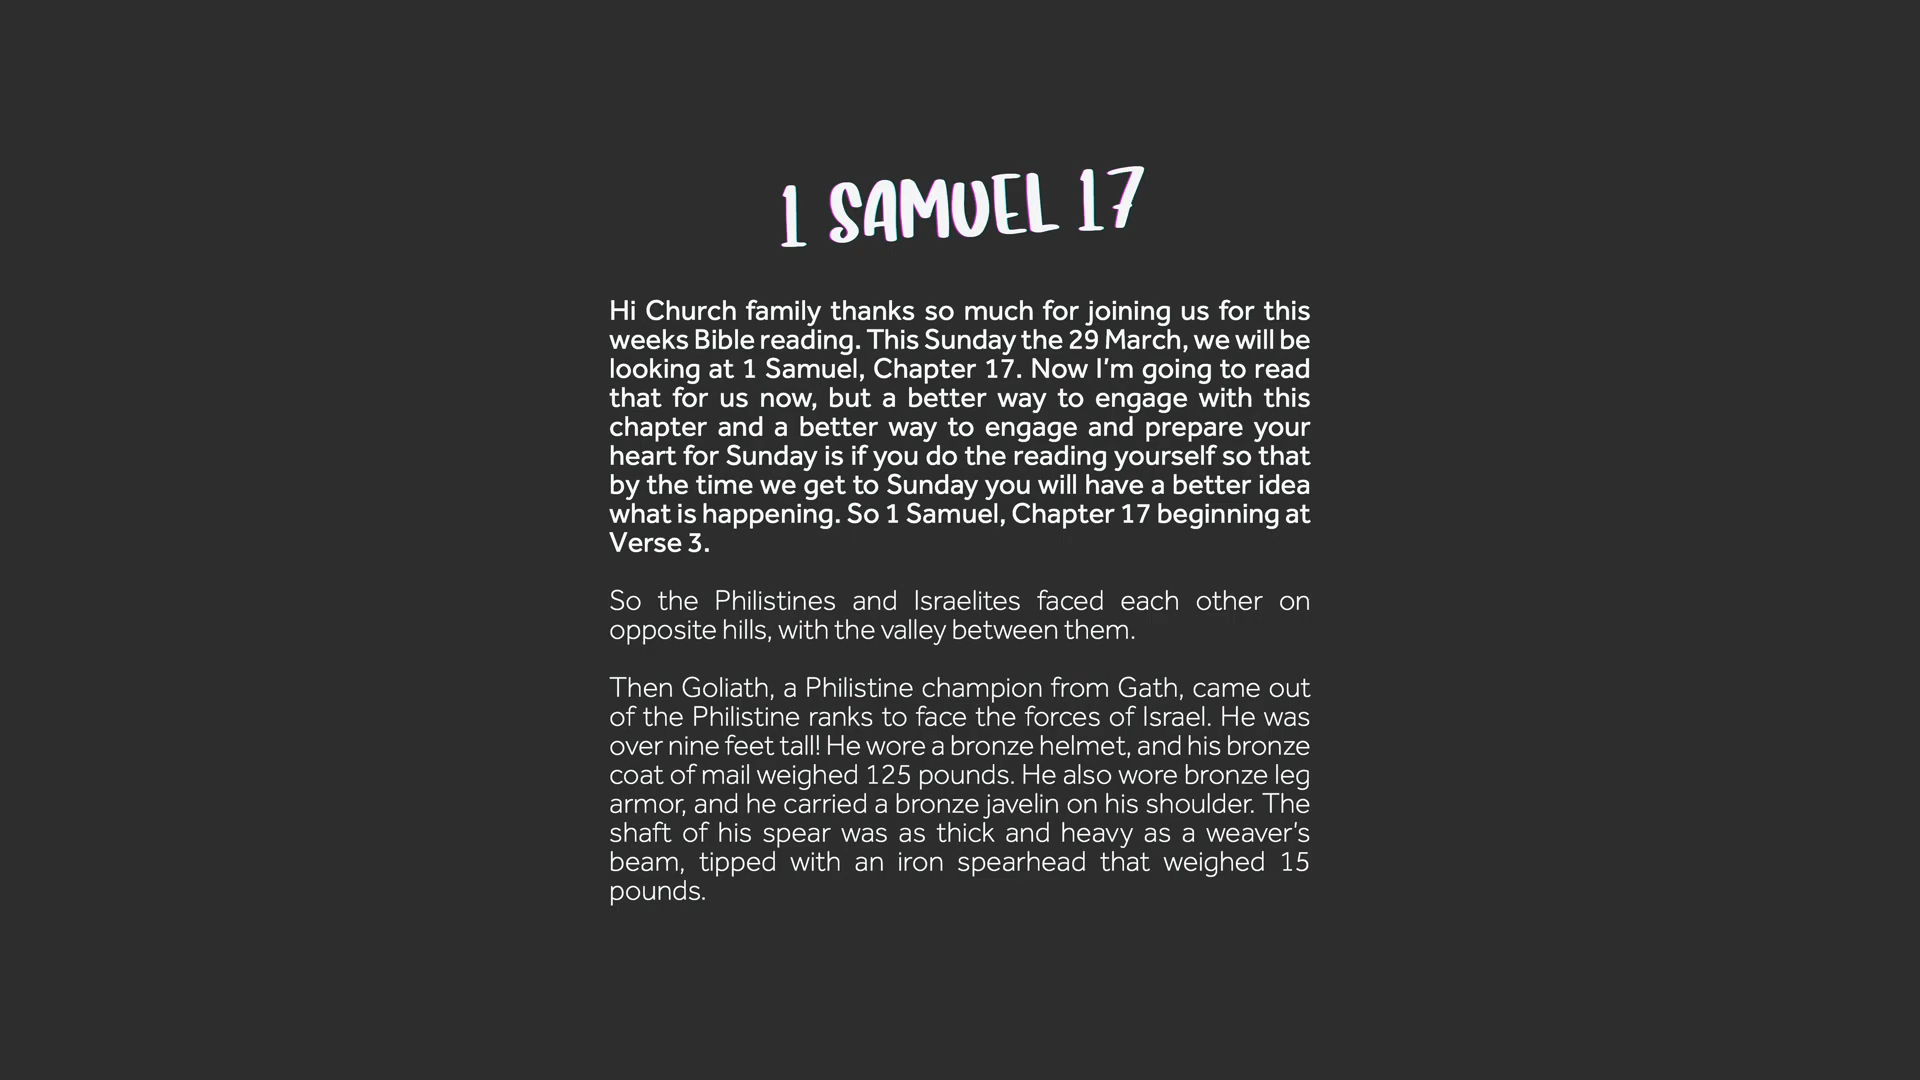 1 SAMUEL 17
Hi Church family thanks so much for joining us for this
weeks Bible reading. This Sunday the 29 March, we will be
looking at 1 Samuel, Chapter 17. Now I’m going to read
that for us now, but a better way to engage with this
chapter and a better way to engage and prepare your
heart for Sunday is if you do the reading yourself so that
by the time we get to Sunday you will have a better idea
what is happening. So 1 Samuel, Chapter 17 beginning at
Verse 3.
So the Philistines and Israelites faced each other on
opposite hills, with the valley between them.
Then Goliath, a Philistine champion from Gath, came out
of the Philistine ranks to face the forces of Israel. He was
over nine feet tall! He wore a bronze helmet, and his bronze
coat of mail weighed 125 pounds. He also wore bronze leg
armor, and he carried a bronze javelin on his shoulder. The
shaft of his spear was as thick and heavy as a weaver’s
beam, tipped with an iron spearhead that weighed 15
pounds.